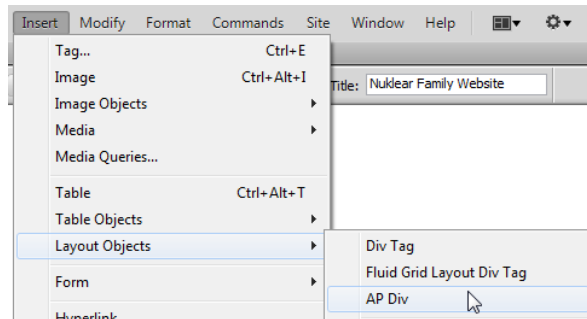 Insert Modify Format Commands Site Window Help
Tag... Ctrl+E
Image Ctrl+Alt+I
Title: Nuklear Family Website
Image Objects
Media
Media Queries...
Table Ctrl+Alt+T
Table Objects
Layout Objects
Div Tag
Fluid Grid Layout Div Tag
Form
AP Div
Hyperlink